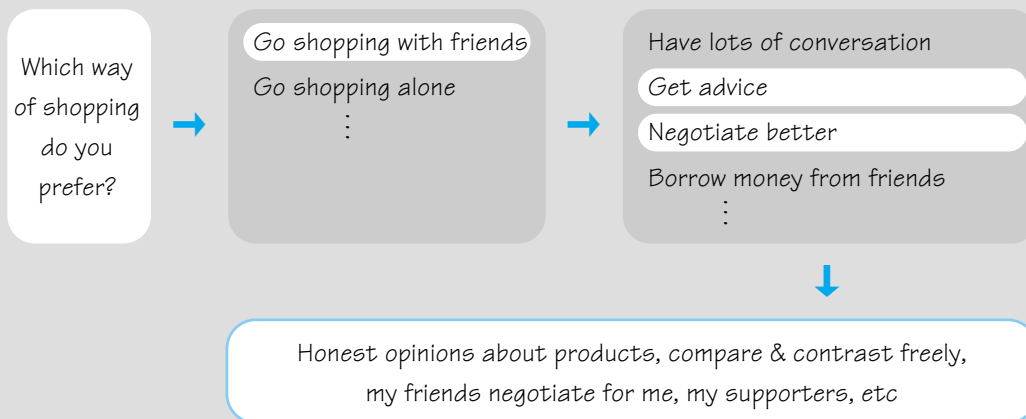 Which way
of shopping
do you
prefer?
Go shopping with friends
Go shopping alone
⋮
Have lots of conversation
Get advice
Negotiate better
Borrow money from friends
⋮
Honest opinions about products, compare & contrast freely,
my friends negotiate for me, my supporters, etc